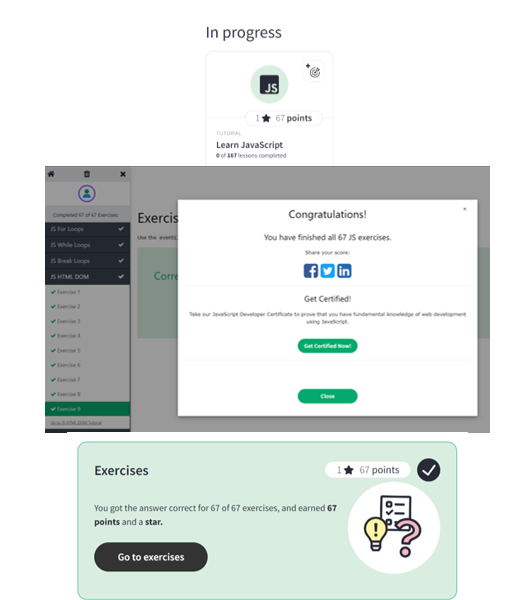 In progress
JS
1 67 points
TUTORIAL
Learn JavaScript
0 of 167 lessons completed
Completed 67 of 67 Exercises
JS For Loops
JS While Loops
JS Break Loops
JS HTML DOM
Exercise 1
Exercise 2
Exercise 3
Exercise 4
Exercise 5
Exercise 6
Exercise 7
Exercise 8
Exercise 9
Go to JS HTML DOM Tutorial
Exercis
Use the events.
Corre
×
Congratulations!
You have finished all 67 JS exercises.
Share your score:
Get Certified!
Take our JavaScript Developer Certificate to prove that you have fundamental knowledge of web development
using JavaScript.
Get Certified Now!
Close
Exercises
1 67 points
You got the answer correct for 67 of 67 exercises, and earned 67
points and a star.
Go to exercises